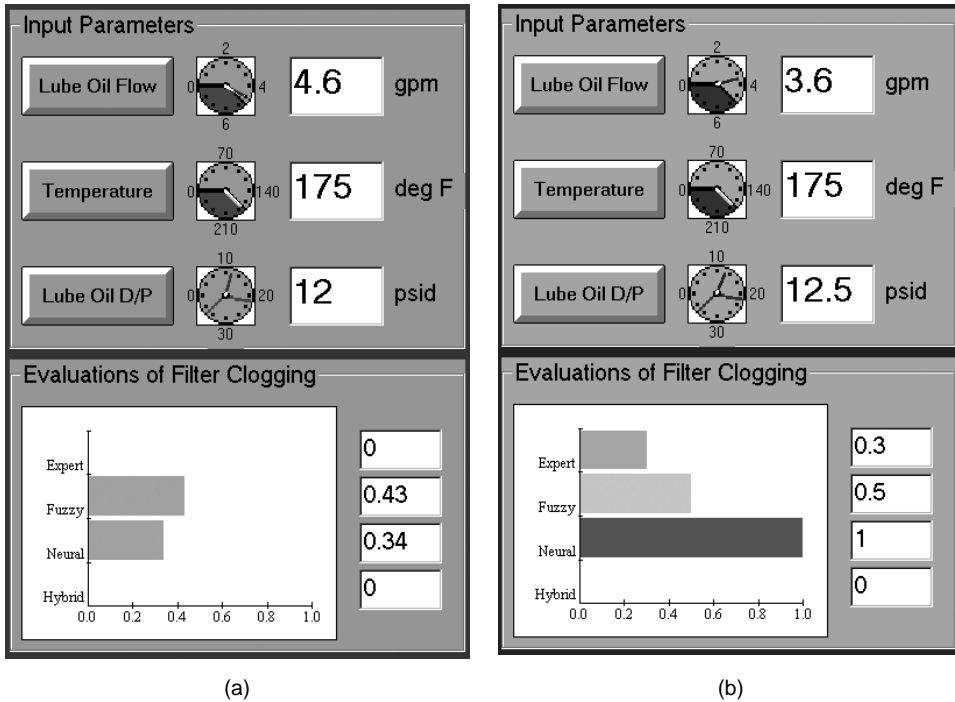 Input Parameters
Lube Oil Flow
0
2
4
6
4.6
gpm
Temperature
0
70
140
210
175
deg F
Lube Oil D/P
0
10
20
30
12
psid
Evaluations of Filter Clogging
Expert
Fuzzy
Neural
Hybrid
0.0 0.2 0.4 0.6 0.8 1.0
0
0.43
0.34
0
(a)
Input Parameters
Lube Oil Flow
0
2
4
6
3.6
gpm
Temperature
0
70
140
210
175
deg F
Lube Oil D/P
0
10
20
30
12.5
psid
Evaluations of Filter Clogging
Expert
Fuzzy
Neural
Hybrid
0.0 0.2 0.4 0.6 0.8 1.0
0.3
0.5
1
0
(b)